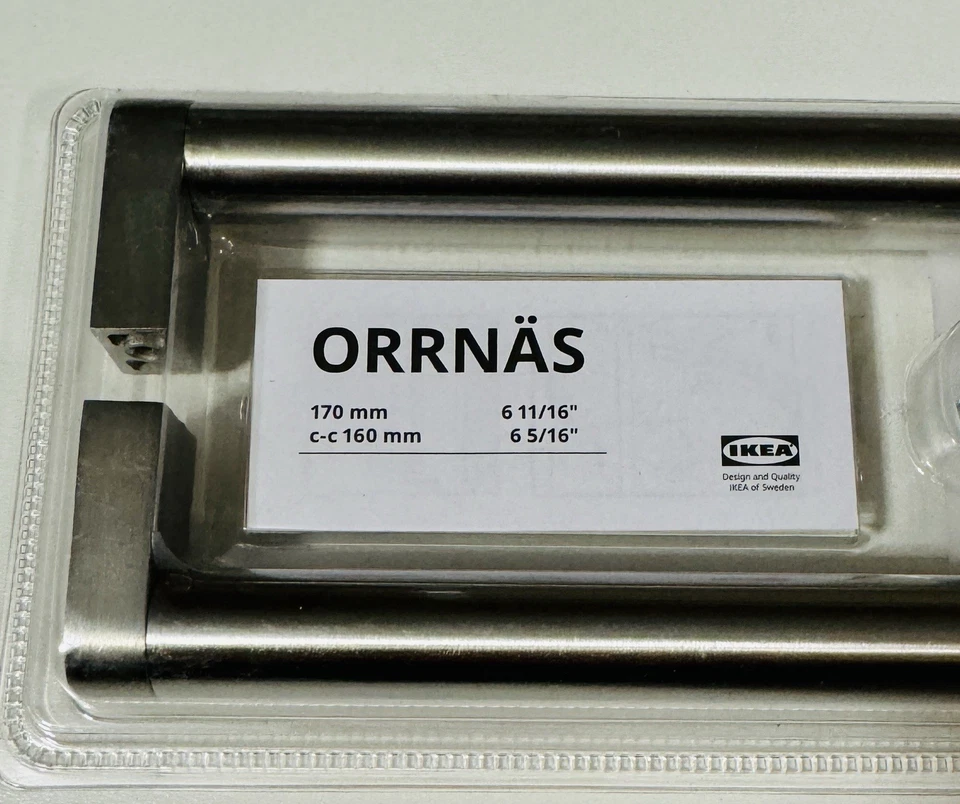 ORRNÄS
170 mm 6 11/16"
c-c 160 mm 6 5/16"
IKEA
Design and Quality
IKEA of Sweden